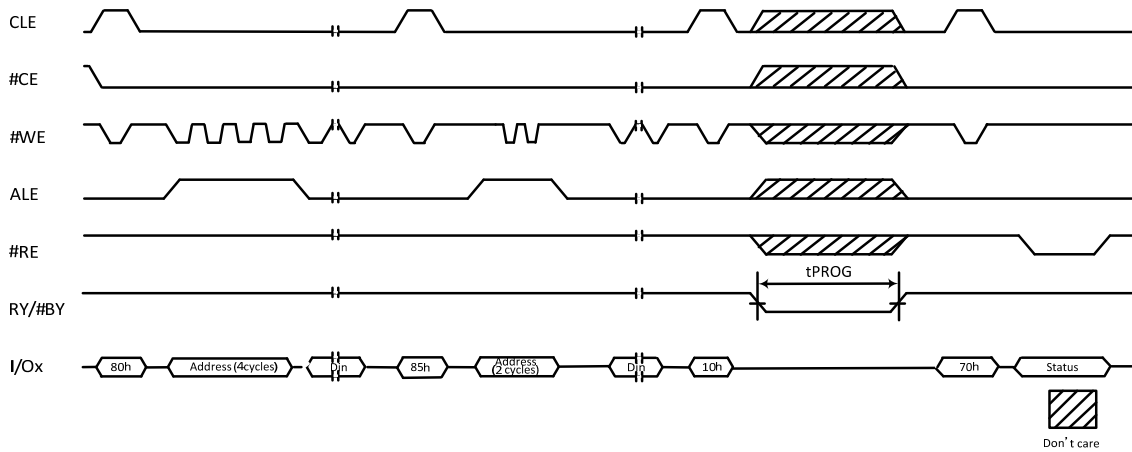 CLE
#CE
#WE
ALE
#RE
tPROG
RY/#BY
I/Ox
80h
Address (4cycles)
Din
85h
Address
(2 cycles)
Din
10h
70h
Status
Don't care